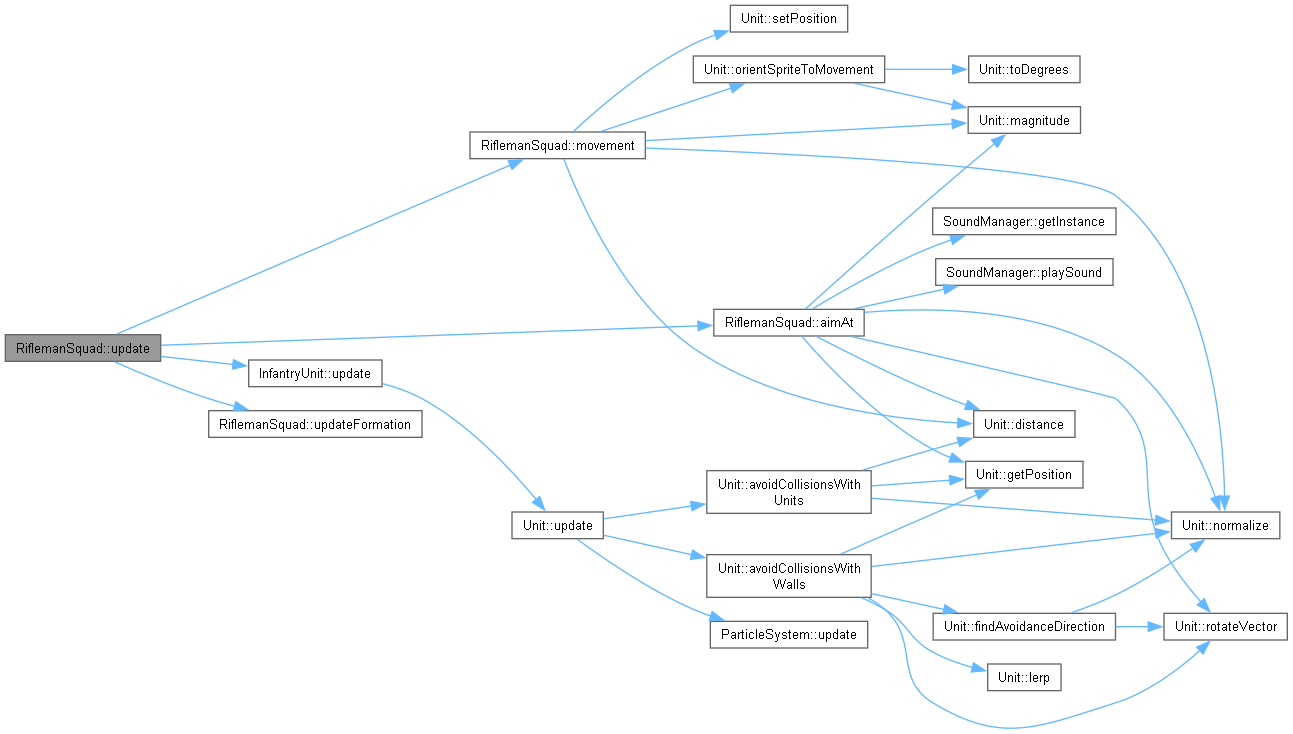 Unit::setPosition
Unit::orientSpriteToMovement
Unit::toDegrees
Unit::magnitude
RiflemanSquad::movement
SoundManager::getInstance
SoundManager::playSound
RiflemanSquad::aimAt
RiflemanSquad::update
InfantryUnit::update
RiflemanSquad::updateFormation
Unit::distance
Unit::getPosition
Unit::avoidCollisionsWith
Units
Unit::update
Unit::normalize
Unit::avoidCollisionsWith
Walls
Unit::findAvoidanceDirection
Unit::rotateVector
ParticleSystem::update
Unit::lerp